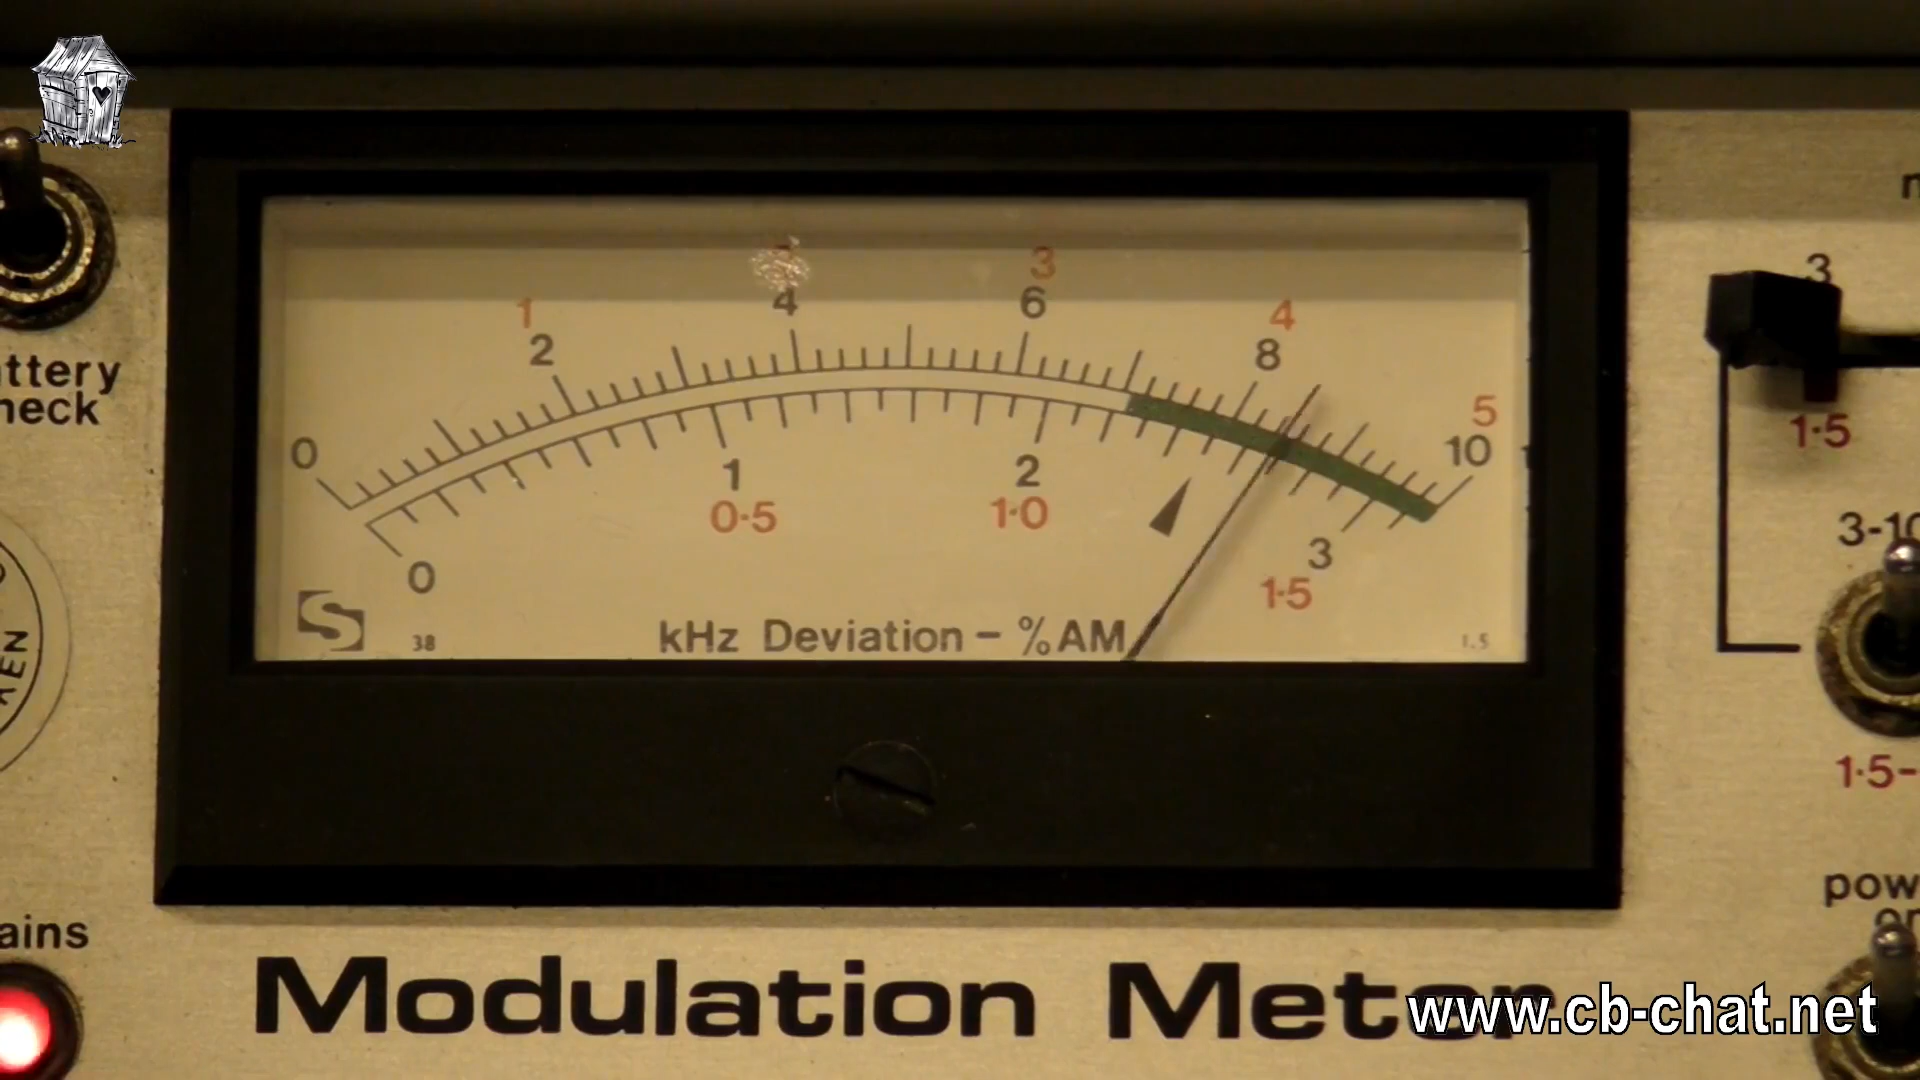 3
1 4 4
6
2 8
5
0 10
1 2
0·5 1·0
3
0 1·5
38 kHz Deviation - %AM 1.5
attery
heck
3
1·5
3-10
1·5-
pow
on
ains
Modulation Meter
www.cb-chat.net